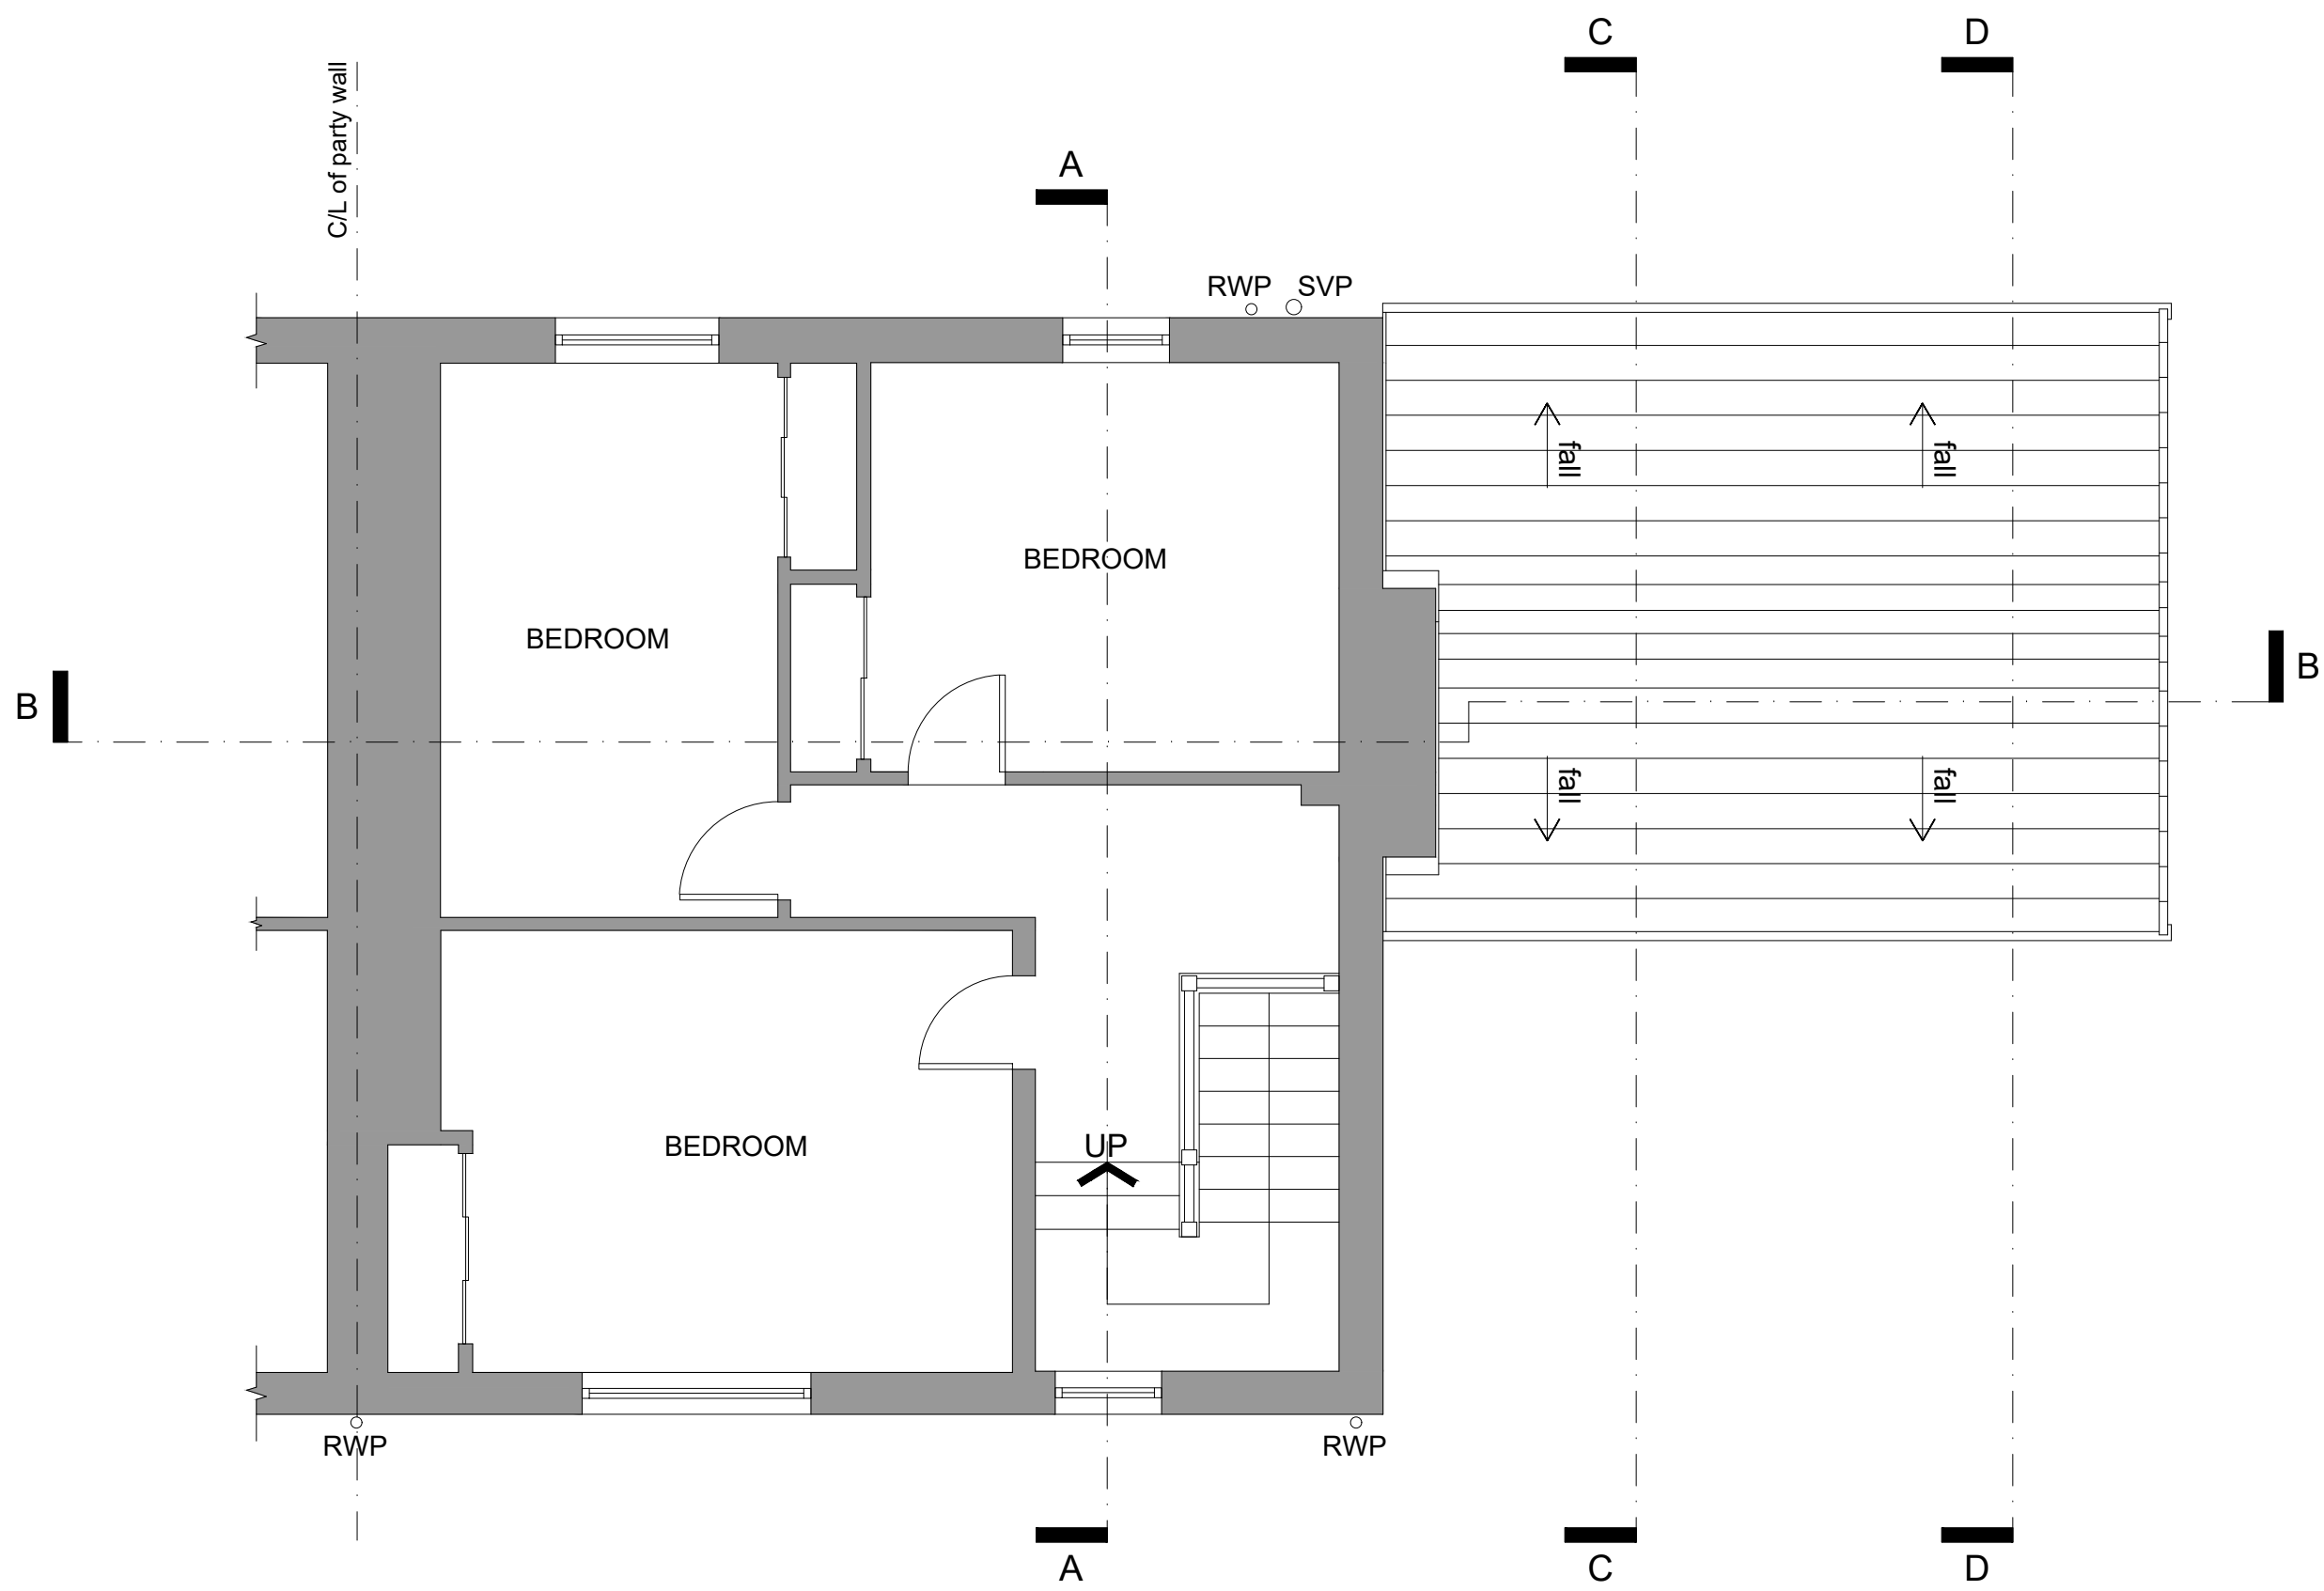 C
D
C/L of party wall
A
RWP
SVP
fall
fall
BEDROOM
BEDROOM
B
B
fall
fall
BEDROOM
UP
RWP
RWP
A
C
D